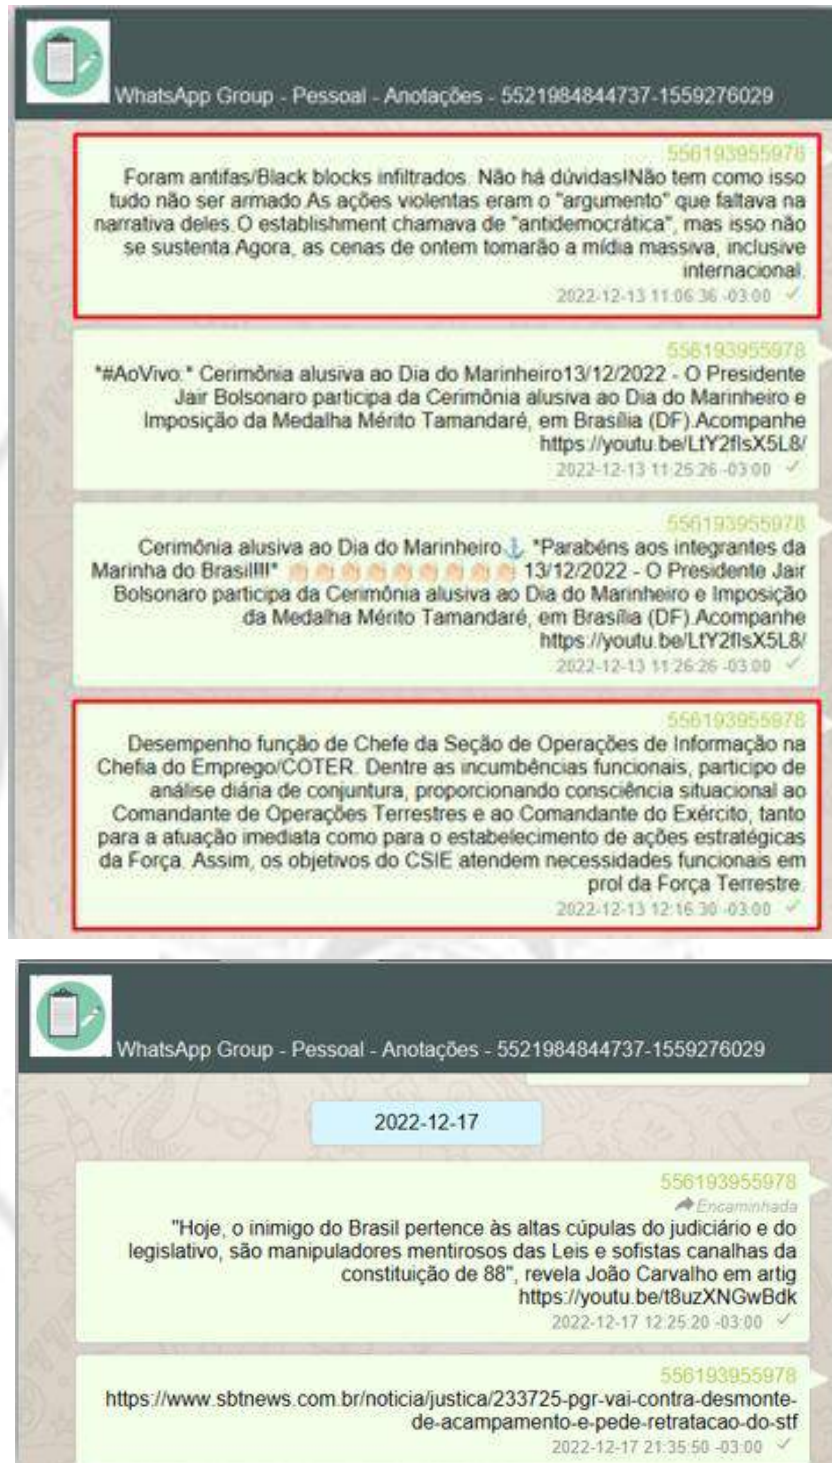 WhatsApp Group - Pessoal - Anotações - 5521984844737-1559276029
556193955978
Foram antifas/Black blocks infiltrados. Não há dúvidas!Não tem como isso
tudo não ser armado.As ações violentas eram o "argumento" que faltava na
narrativa deles.O establishment chamava de "antidemocrática", mas isso não
se sustenta.Agora, as cenas de ontem tomarão a mídia massiva, inclusive
internacional.
2022-12-13 11:06:36 -03:00 ✓
556193955978
*#AoVivo:* Cerimônia alusiva ao Dia do Marinheiro13/12/2022 - O Presidente
Jair Bolsonaro participa da Cerimônia alusiva ao Dia do Marinheiro e
Imposição da Medalha Mérito Tamandaré, em Brasília (DF).Acompanhe
https://youtu.be/LtY2flsX5L8/
2022-12-13 11:25:26 -03:00 ✓
556193955978
Cerimônia alusiva ao Dia do Marinheiro⚓ *Parabéns aos integrantes da
Marinha do Brasil!!!!* 👏🏻👏🏻👏🏻👏🏻👏🏻👏🏻👏🏻👏🏻👏🏻 13/12/2022 - O Presidente Jair
Bolsonaro participa da Cerimônia alusiva ao Dia do Marinheiro e Imposição
da Medalha Mérito Tamandaré, em Brasília (DF).Acompanhe
https://youtu.be/LtY2flsX5L8/
2022-12-13 11:26:26 -03:00 ✓
556193955978
Desempenho função de Chefe da Seção de Operações de Informação na
Chefia do Emprego/COTER. Dentre as incumbências funcionais, participo de
análise diária de conjuntura, proporcionando consciência situacional ao
Comandante de Operações Terrestres e ao Comandante do Exército, tanto
para a atuação imediata como para o estabelecimento de ações estratégicas
da Força. Assim, os objetivos do CSIE atendem necessidades funcionais em
prol da Força Terrestre.
2022-12-13 12:16:30 -03:00 ✓
WhatsApp Group - Pessoal - Anotações - 5521984844737-1559276029
2022-12-17
556193955978
Encaminhada
"Hoje, o inimigo do Brasil pertence às altas cúpulas do judiciário e do
legislativo, são manipuladores mentirosos das Leis e sofistas canalhas da
constituição de 88", revela João Carvalho em artig
https://youtu.be/t8uzXNGwBdk
2022-12-17 12:25:20 -03:00 ✓
556193955978
https://www.sbtnews.com.br/noticia/justica/233725-pgr-vai-contra-desmonte-
de-acampamento-e-pede-retratacao-do-stf
2022-12-17 21:35:50 -03:00 ✓